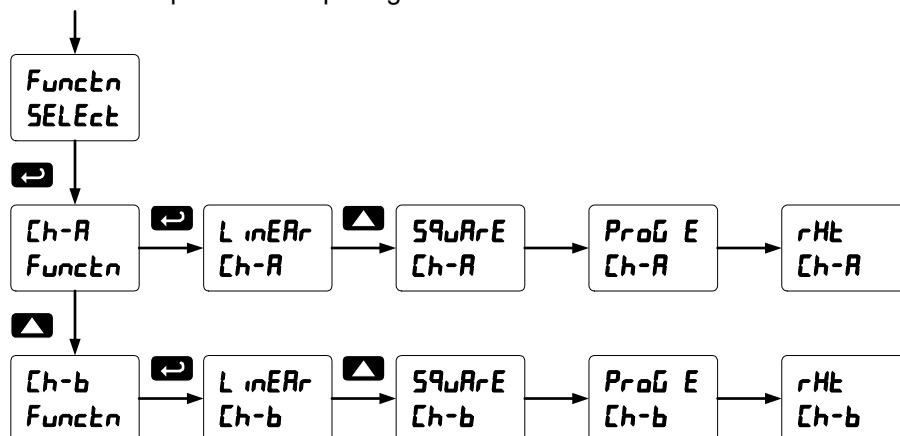 Functn
SELEct
Ch-A
Functn
LinEAr
Ch-A
SquArE
Ch-A
ProG E
Ch-A
rHt
Ch-A
Ch-b
Functn
LinEAr
Ch-b
SquArE
Ch-b
ProG E
Ch-b
rHt
Ch-b